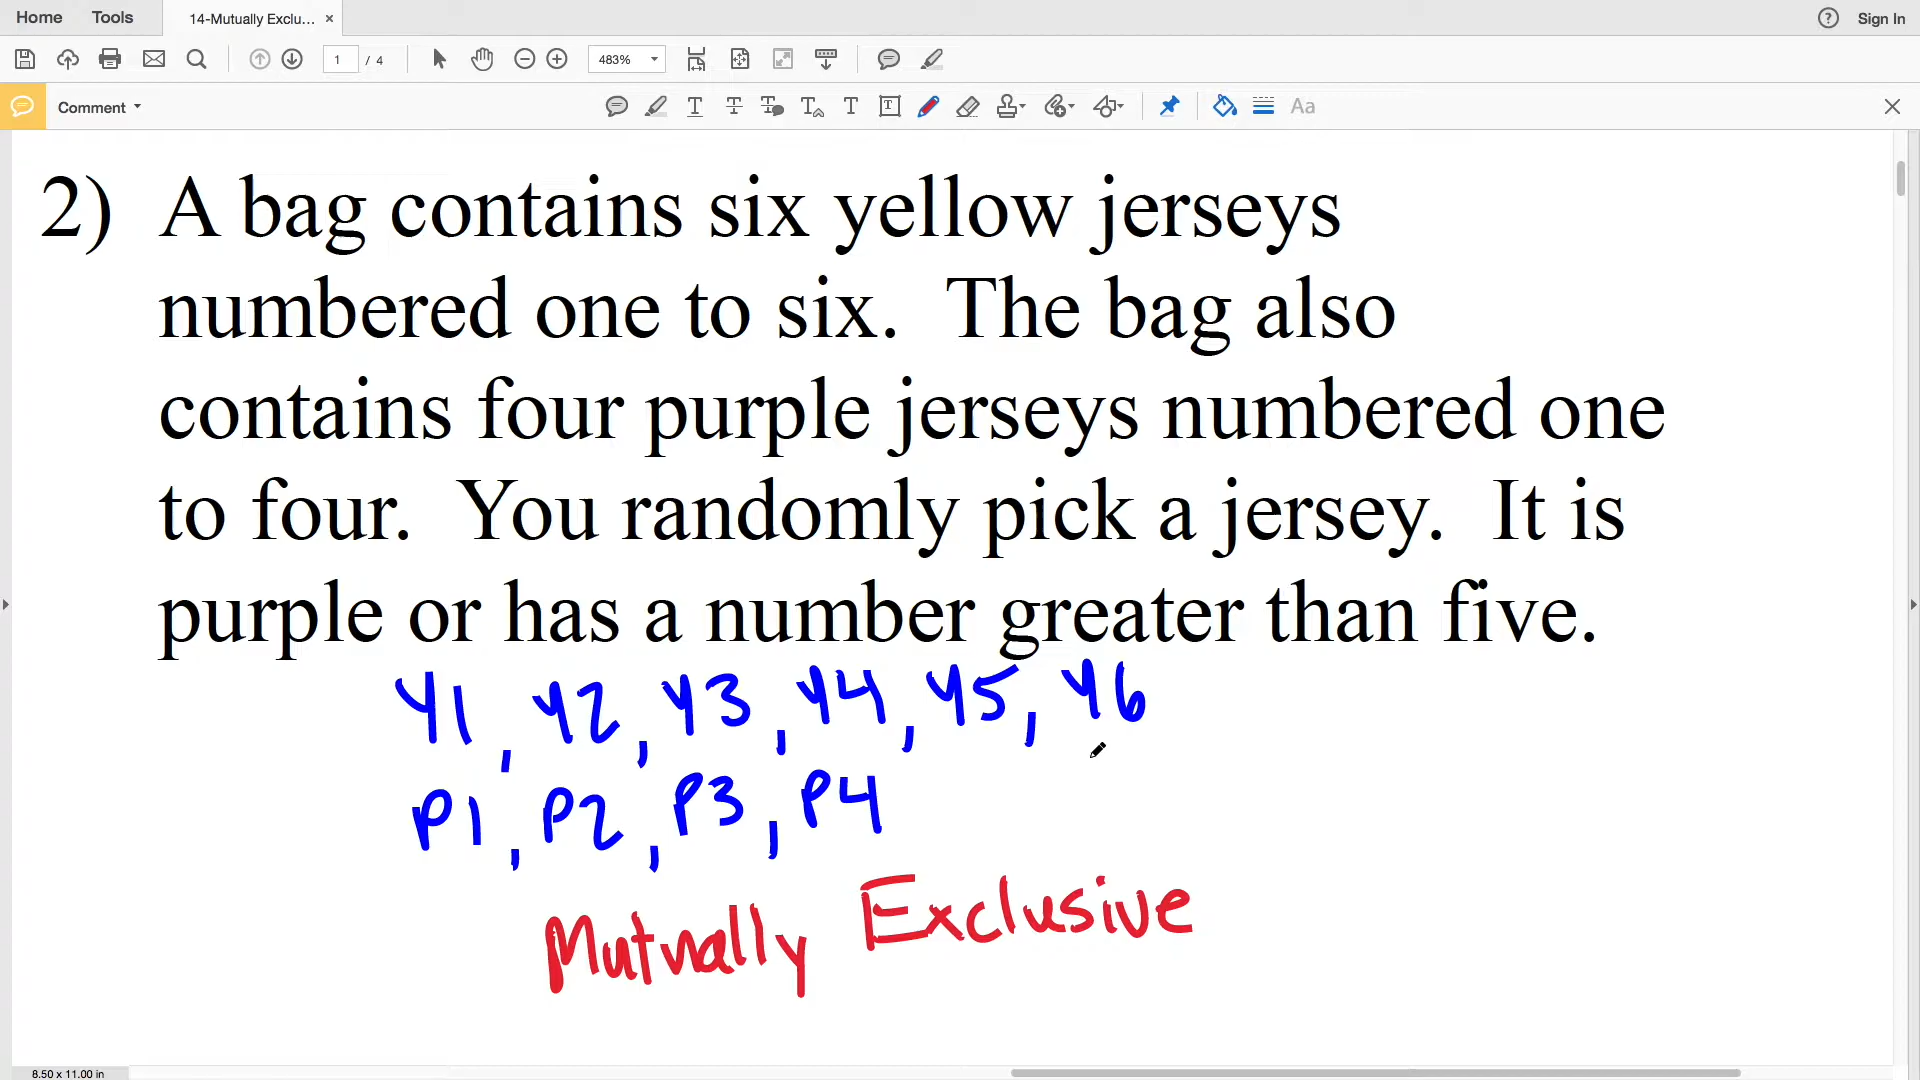 Home Tools 14-Mutually Exclu... × ? Sign In
1 / 4 483%
Comment T T T T T T Aa
2) A bag contains six yellow jerseys
numbered one to six. The bag also
contains four purple jerseys numbered one
to four. You randomly pick a jersey. It is
purple or has a number greater than five.
Y1, Y2, Y3, Y4, Y5, Y6
P1, P2, P3, P4
Mutually Exclusive
8.50 x 11.00 in